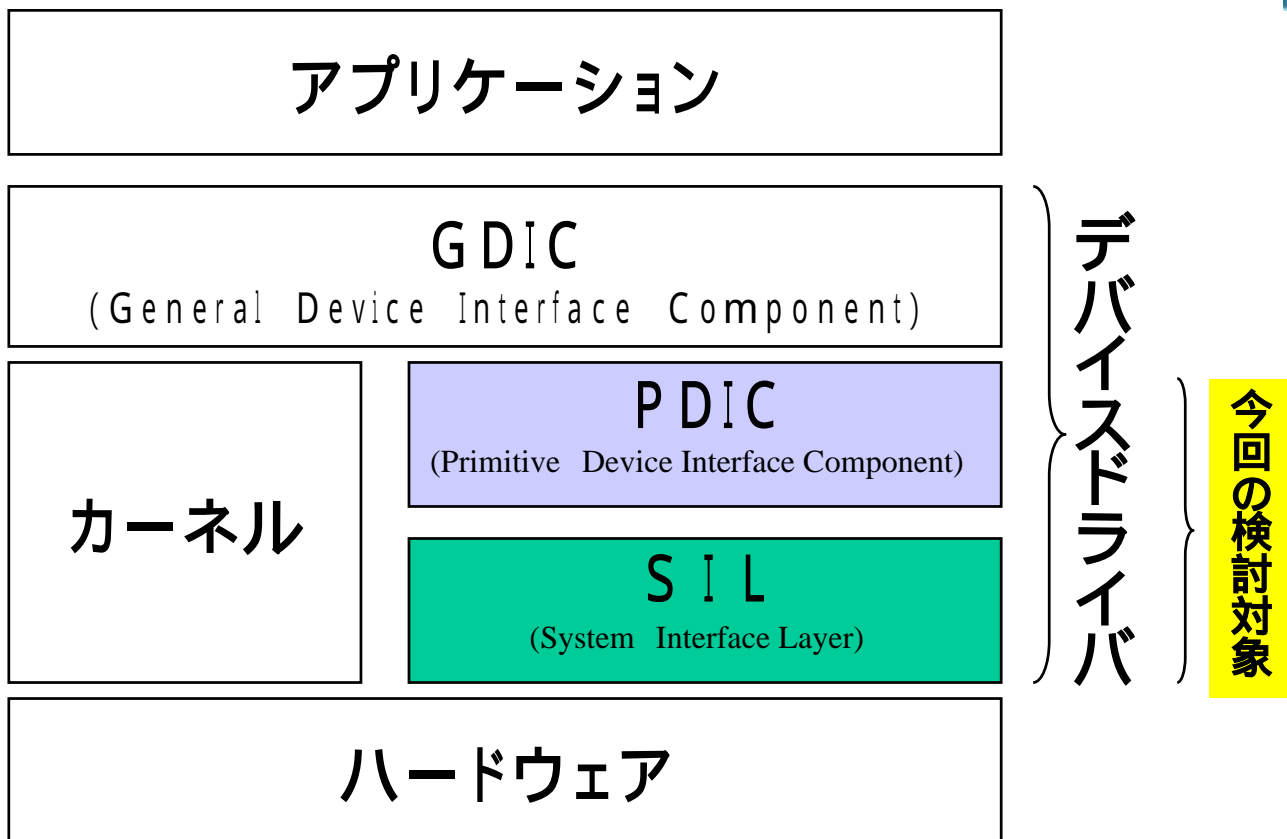 アプリケーション
GDIC
(General Device Interface Component)
カーネル
PDIC
(Primitive Device Interface Component)
SIL
(System Interface Layer)
ハードウェア
デバイスドライバ
今回の検討対象